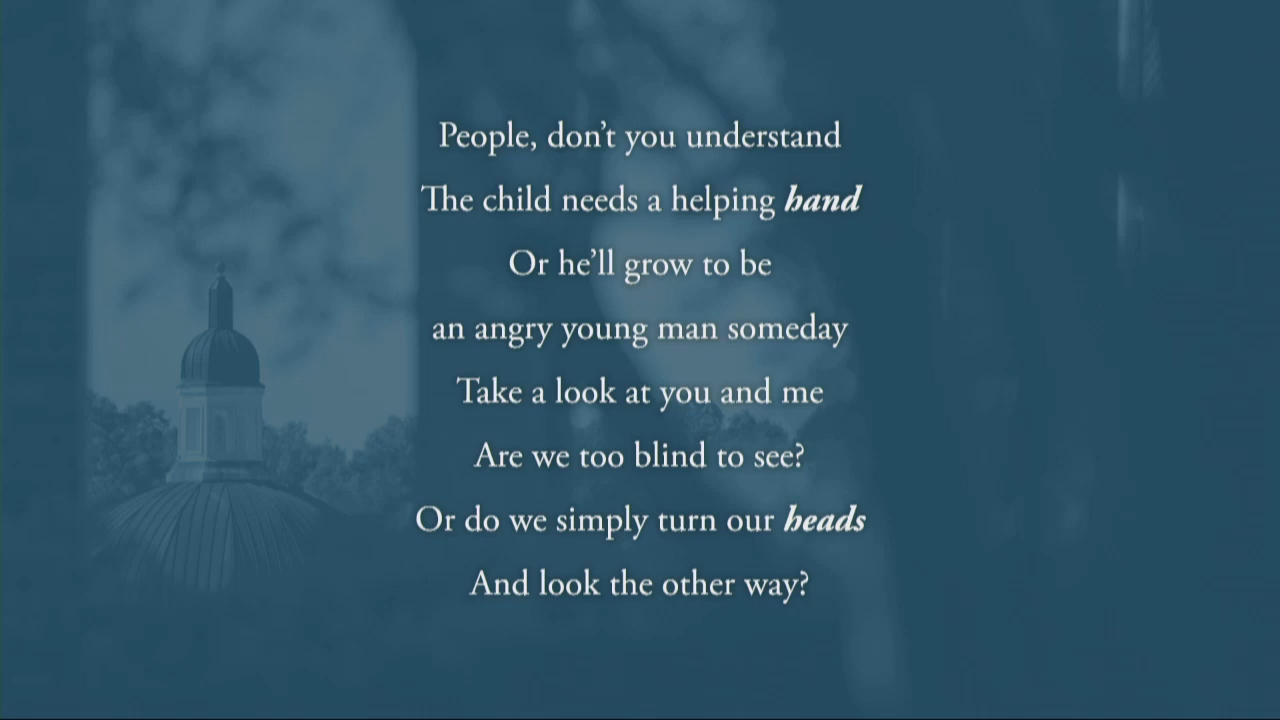 People, don’t you understand
The child needs a helping hand
Or he’ll grow to be
an angry young man someday
Take a look at you and me
Are we too blind to see?
Or do we simply turn our heads
And look the other way?